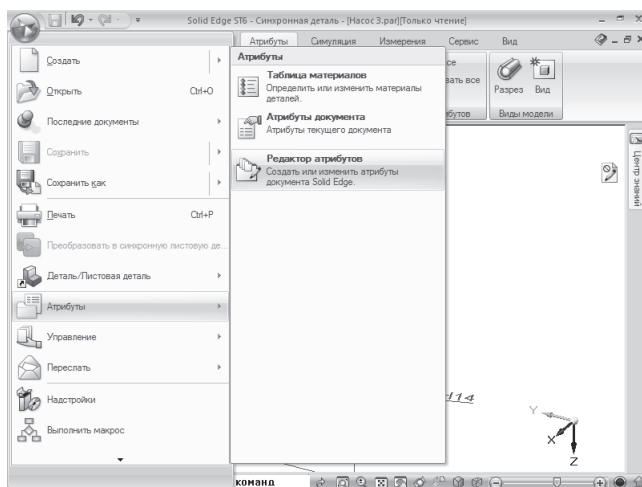 Solid Edge ST6 - Синхронная деталь - [Насос 3.par][Только чтение]
Атрибуты Симуляция Измерения Сервис Вид
Создать
Открыть Ctrl+O
Последние документы
Сохранить
Сохранить как
Печать Ctrl+P
Преобразовать в синхронную листовую де...
Деталь/Листовая деталь
Атрибуты
Управление
Переслать
Надстройки
Выполнить макрос
Атрибуты
Таблица материалов
Определить или изменить материалы
деталей.
Атрибуты документа
Атрибуты текущего документа
Редактор атрибутов
Создать или изменить атрибуты
документа Solid Edge.
Разрез Вид
Виды модели
Центр знаний
Y
X
Z
команд